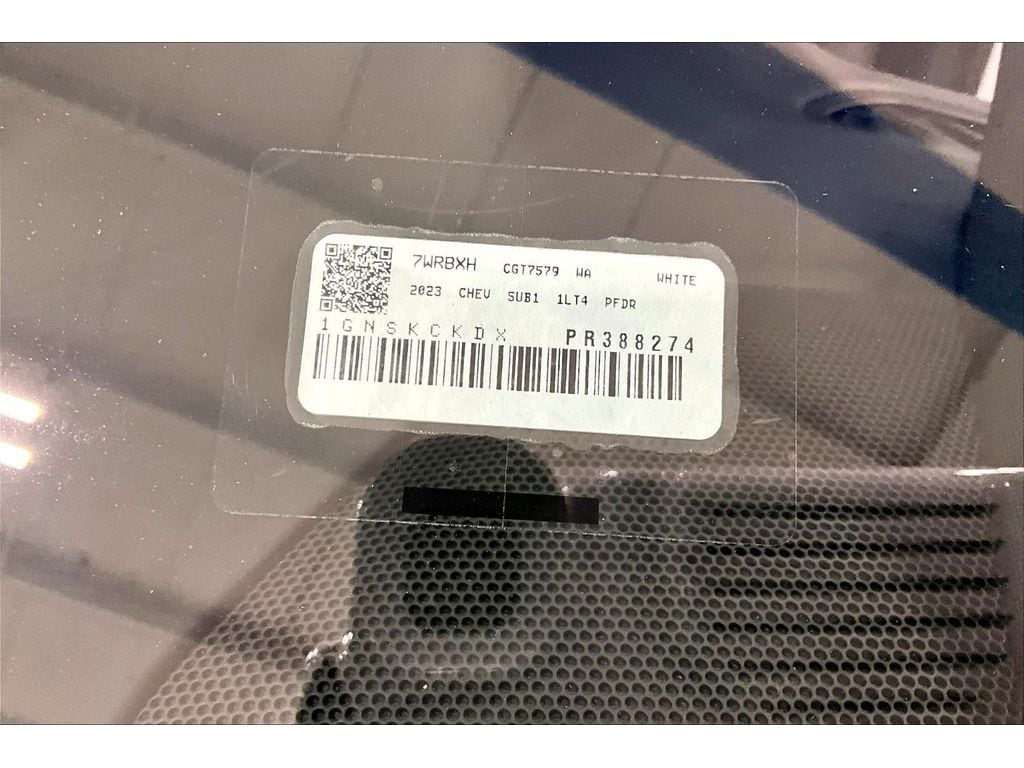 7WRBXH CGT7579 WA WHITE
2023 CHEV SUB1 1LT4 PFDR
1GNSKCKDX PR388274